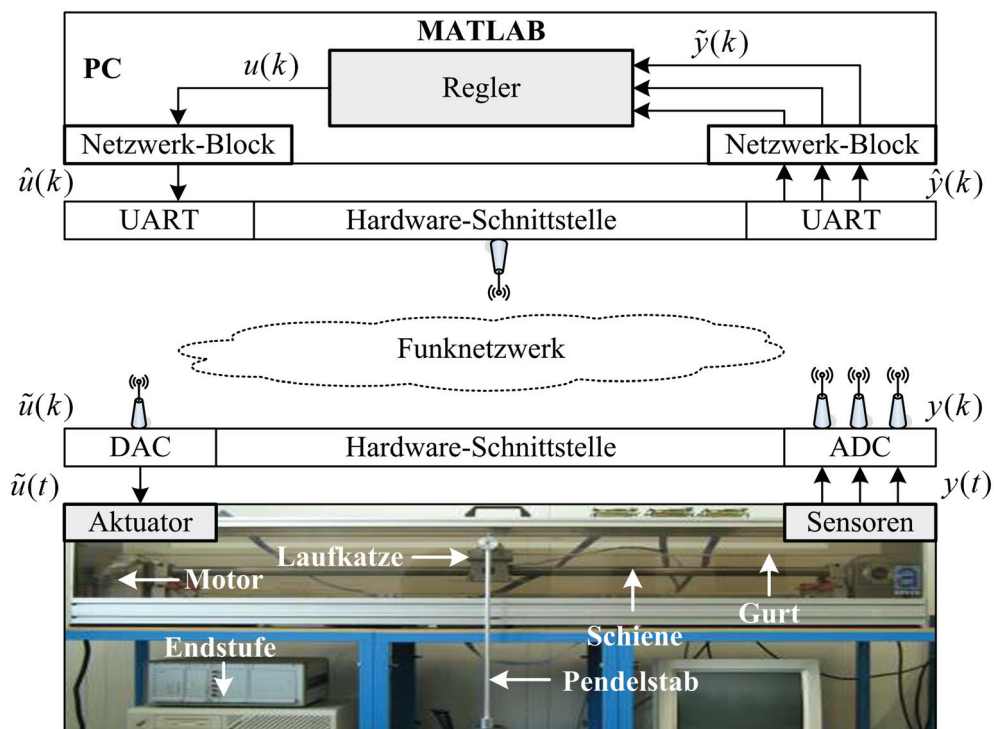 MATLAB
PC
u(k)
ỹ(k)
Regler
Netzwerk-Block
Netzwerk-Block
û(k)
ŷ(k)
UART
Hardware-Schnittstelle
UART
Funknetzwerk
ũ(k)
y(k)
DAC
Hardware-Schnittstelle
ADC
ũ(t)
y(t)
Aktuator
Sensoren
Laufkatze
Motor
Gurt
Schiene
Endstufe
Pendelstab